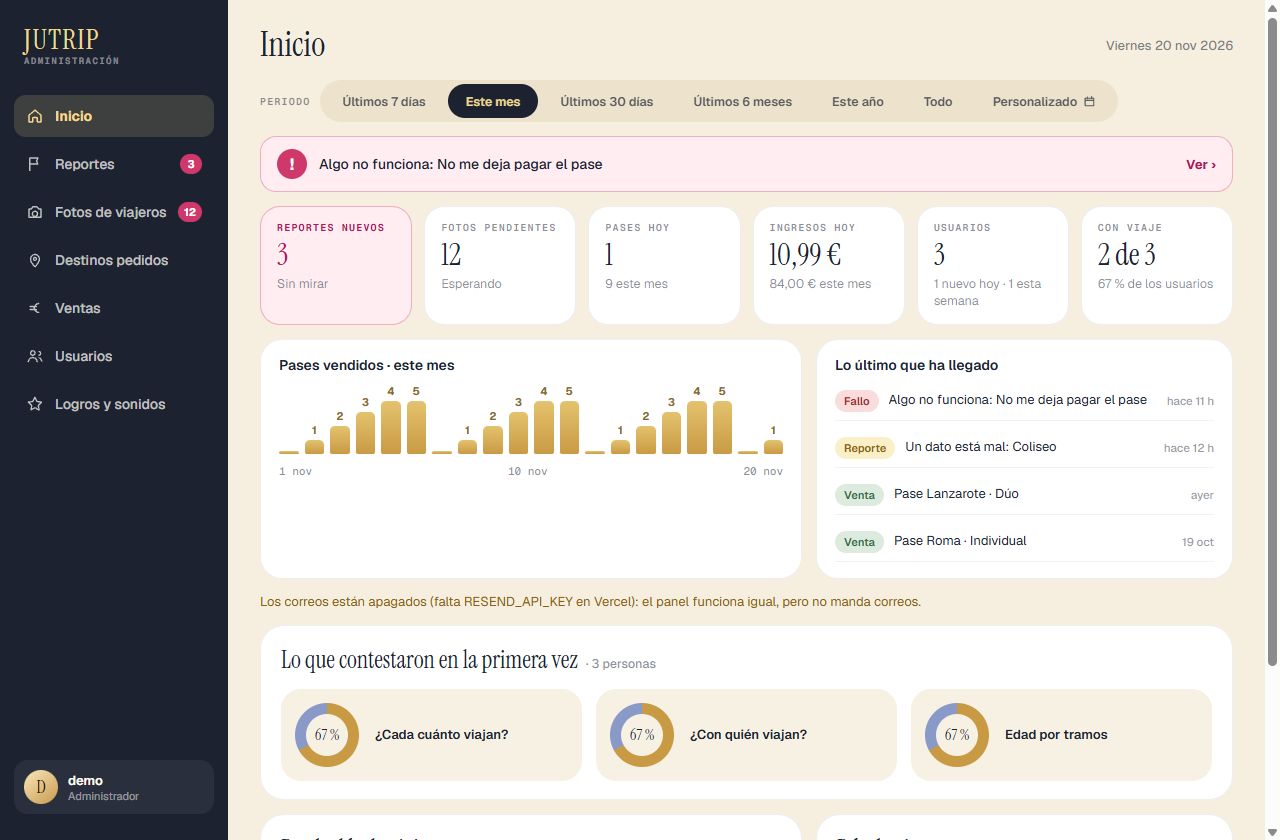 JUTRIP
ADMINISTRACIÓN
Inicio
Reportes 3
Fotos de viajeros 12
Destinos pedidos
Ventas
Usuarios
Logros y sonidos
D
demo
Administrador
Inicio
Viernes 20 nov 2026
PERIODO
Últimos 7 días
Este mes
Últimos 30 días
Últimos 6 meses
Este año
Todo
Personalizado
! Algo no funciona: No me deja pagar el pase
Ver ›
REPORTES NUEVOS
3
Sin mirar
FOTOS PENDIENTES
12
Esperando
PASES HOY
1
9 este mes
INGRESOS HOY
10,99 €
84,00 € este mes
USUARIOS
3
1 nuevo hoy · 1 esta
semana
CON VIAJE
2 de 3
67 % de los usuarios
Pases vendidos · este mes
1 2 3 4 5 1 2 3 4 5 1 2 3 4 5 1
1 nov 10 nov 20 nov
Lo último que ha llegado
Fallo Algo no funciona: No me deja pagar el pase hace 11 h
Reporte Un dato está mal: Coliseo hace 12 h
Venta Pase Lanzarote · Dúo ayer
Venta Pase Roma · Individual 19 oct
Los correos están apagados (falta RESEND_API_KEY en Vercel): el panel funciona igual, pero no manda correos.
Lo que contestaron en la primera vez · 3 personas
67 % ¿Cada cuánto viajan?
67 % ¿Con quién viajan?
67 % Edad por tramos